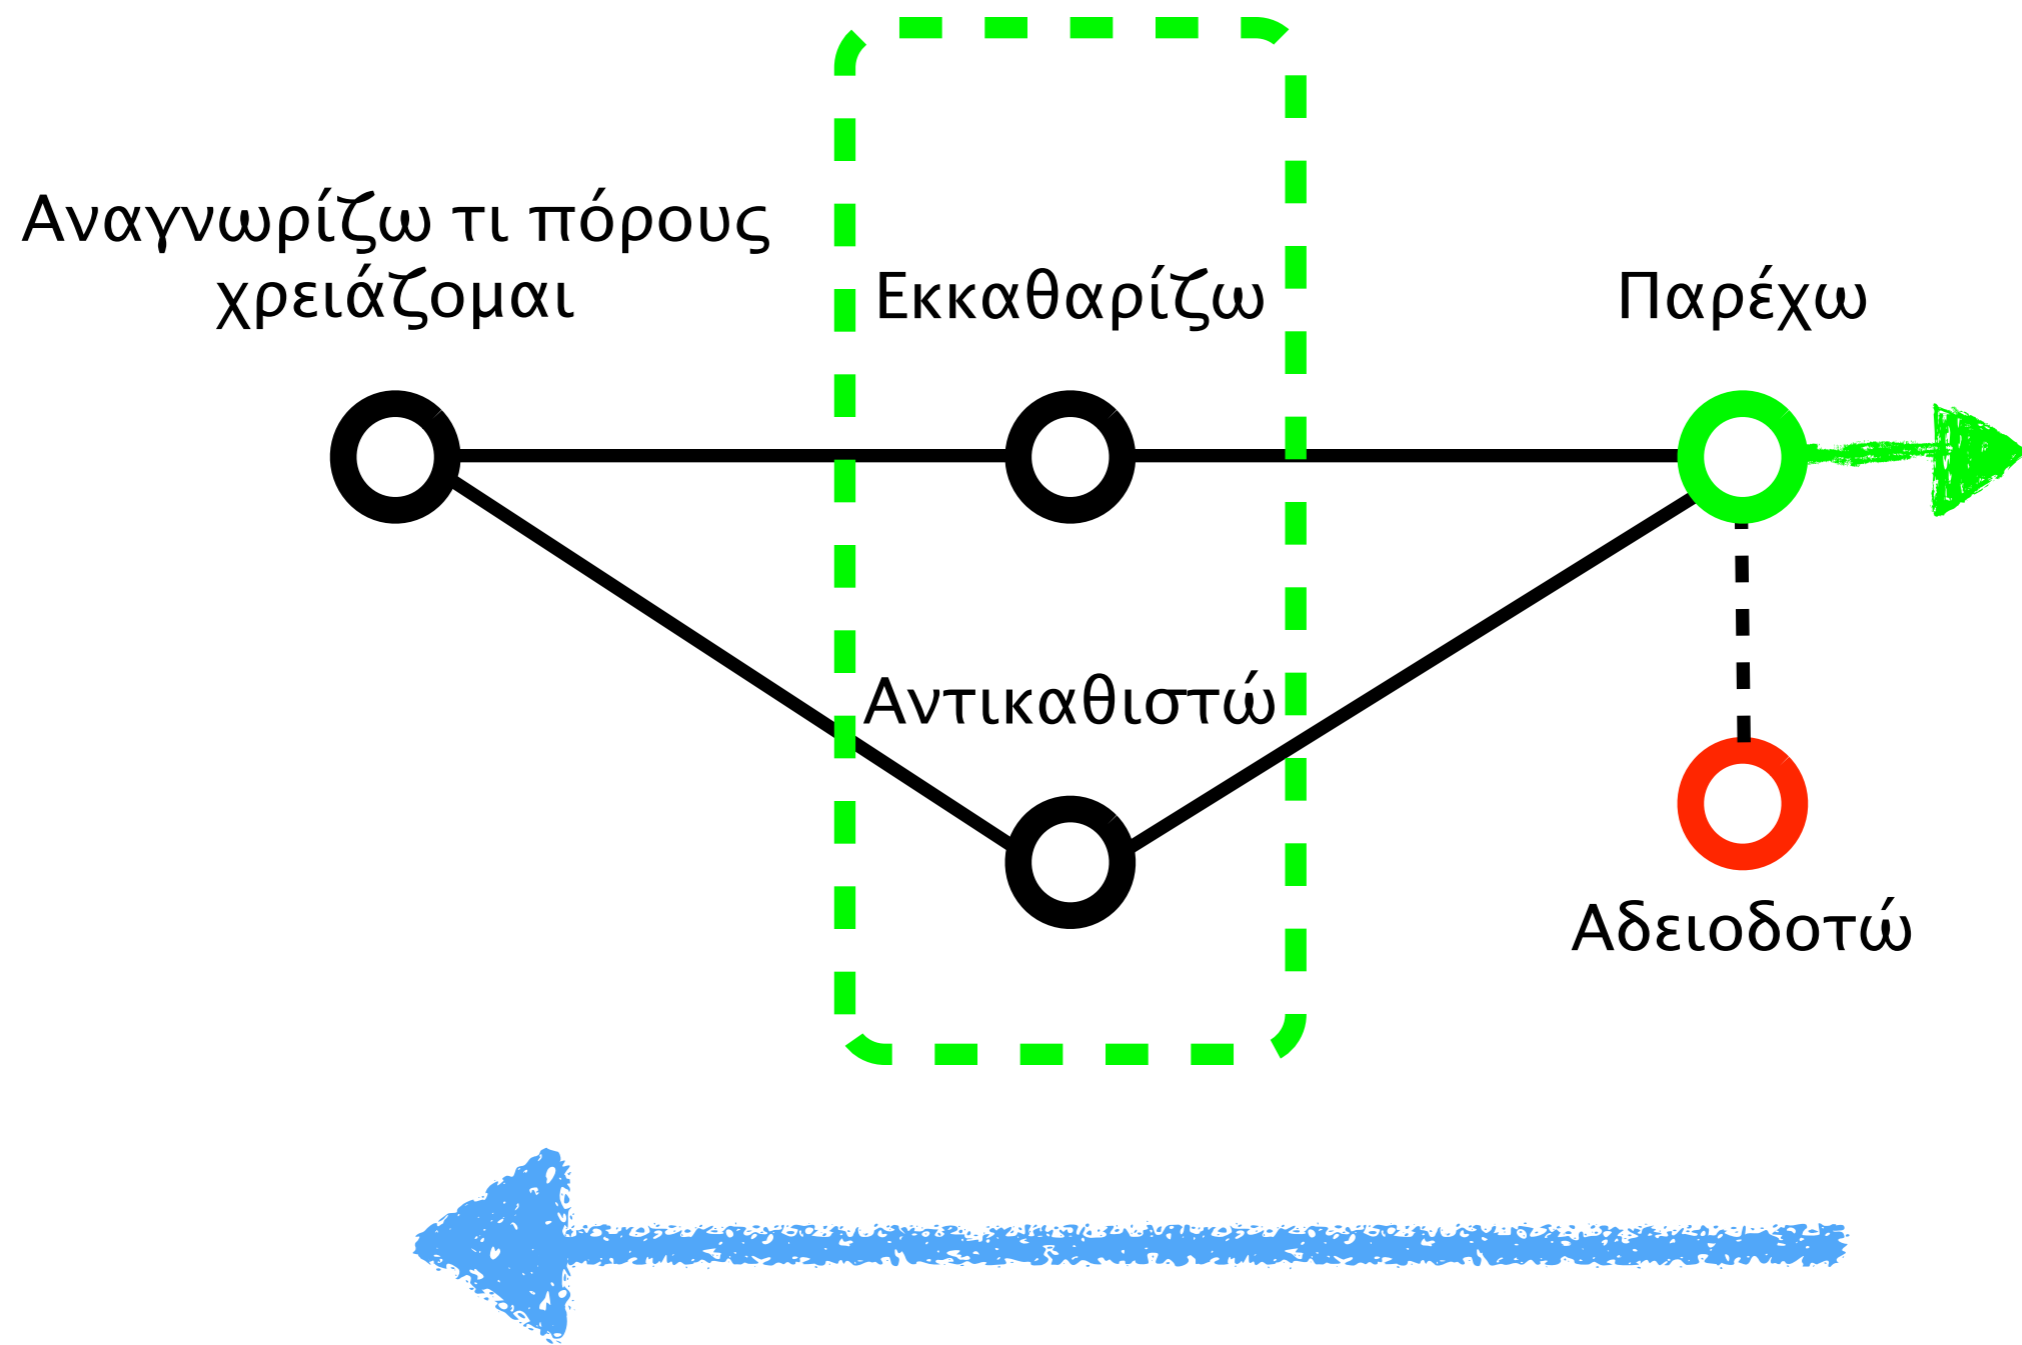 Αναγνωρίζω τι πόρους
χρειάζομαι
Εκκαθαρίζω
Παρέχω
Αντικαθιστώ
Αδειοδοτώ